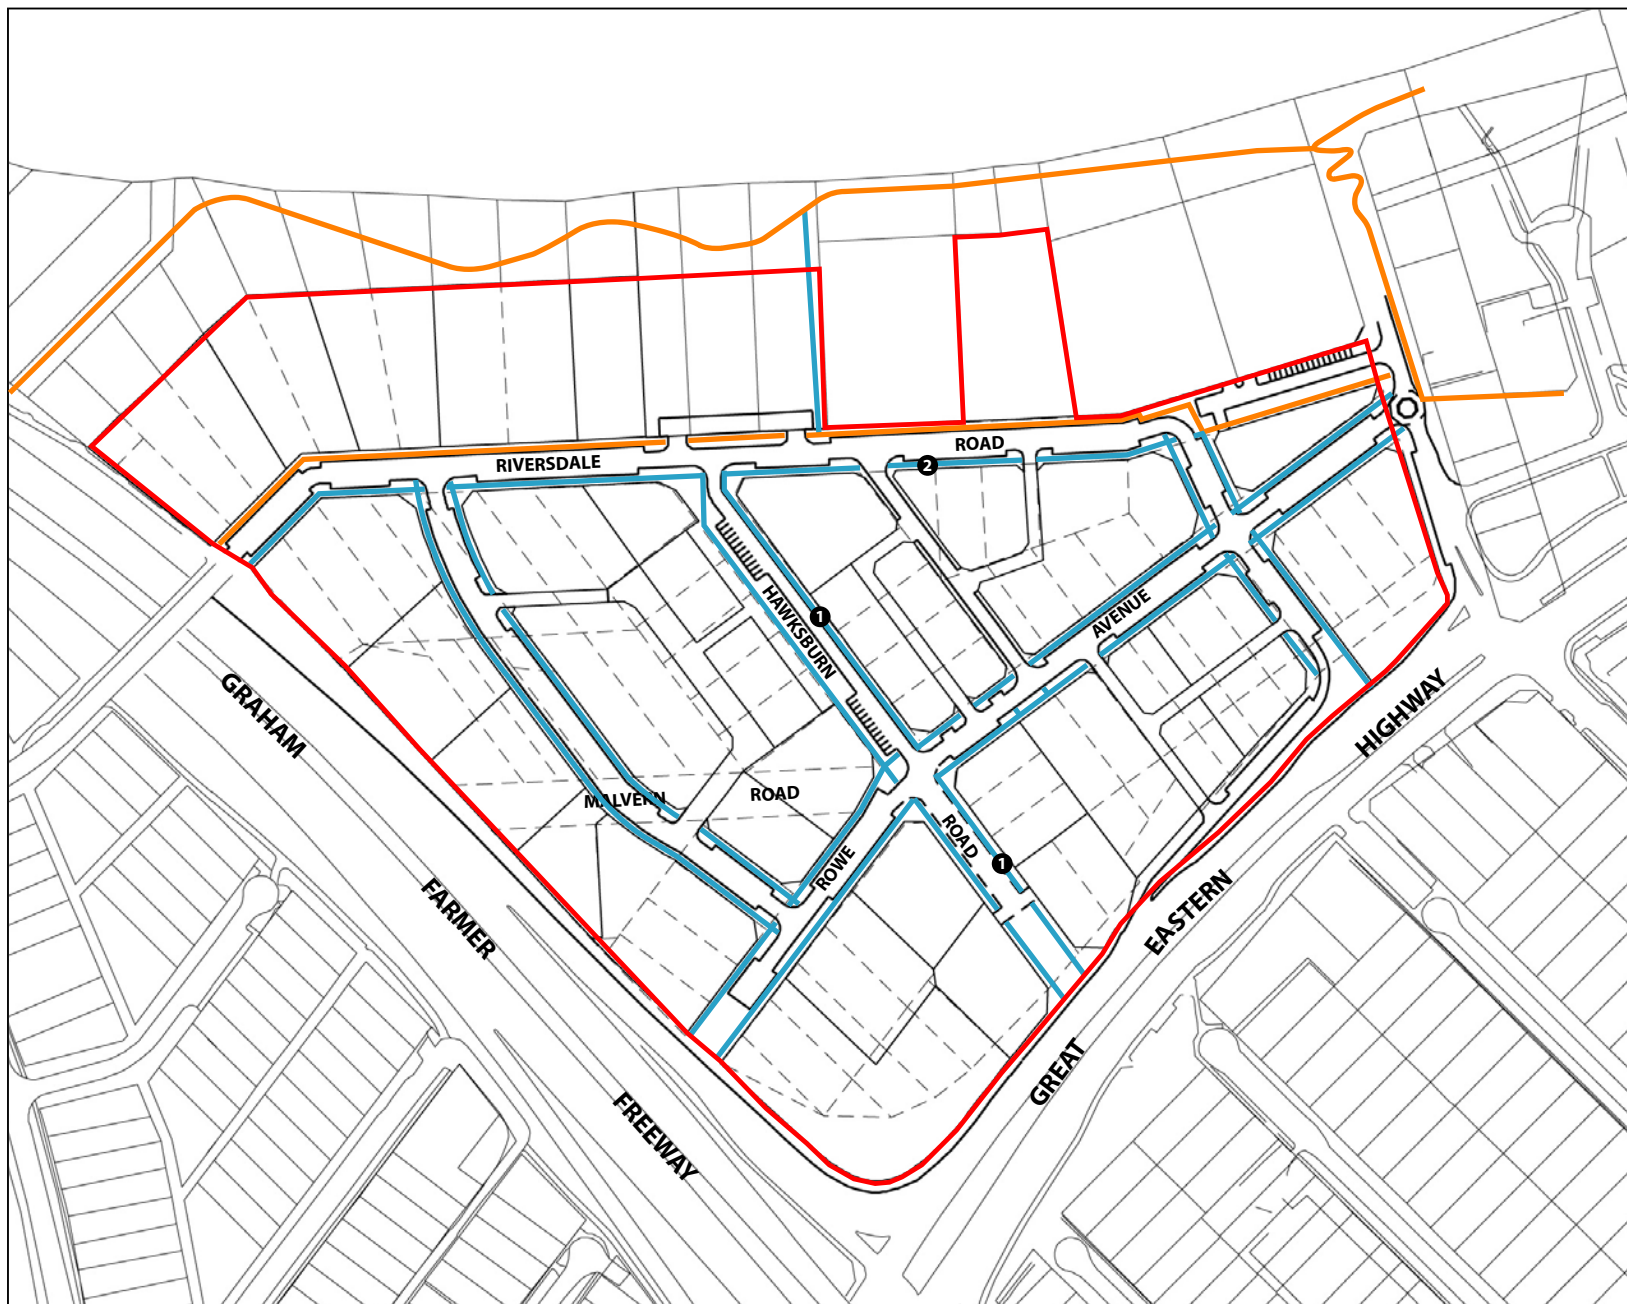 RIVERSDALE
ROAD
2
1
HAWKSBURN
AVENUE
GRAHAM
HIGHWAY
MALVERN
ROAD
ROAD
1
ROWE
FARMER
EASTERN
GREAT
FREEWAY